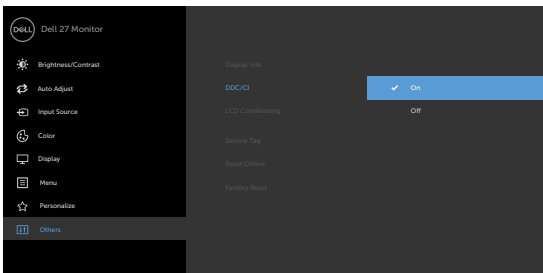 DELL Dell 27 Monitor
Brightness/Contrast
Auto Adjust
Input Source
Color
Display
Menu
Personalize
Others
Display Info
DDC/CI
LCD Conditioning
Service Tag
Reset Others
Factory Reset
On
Off